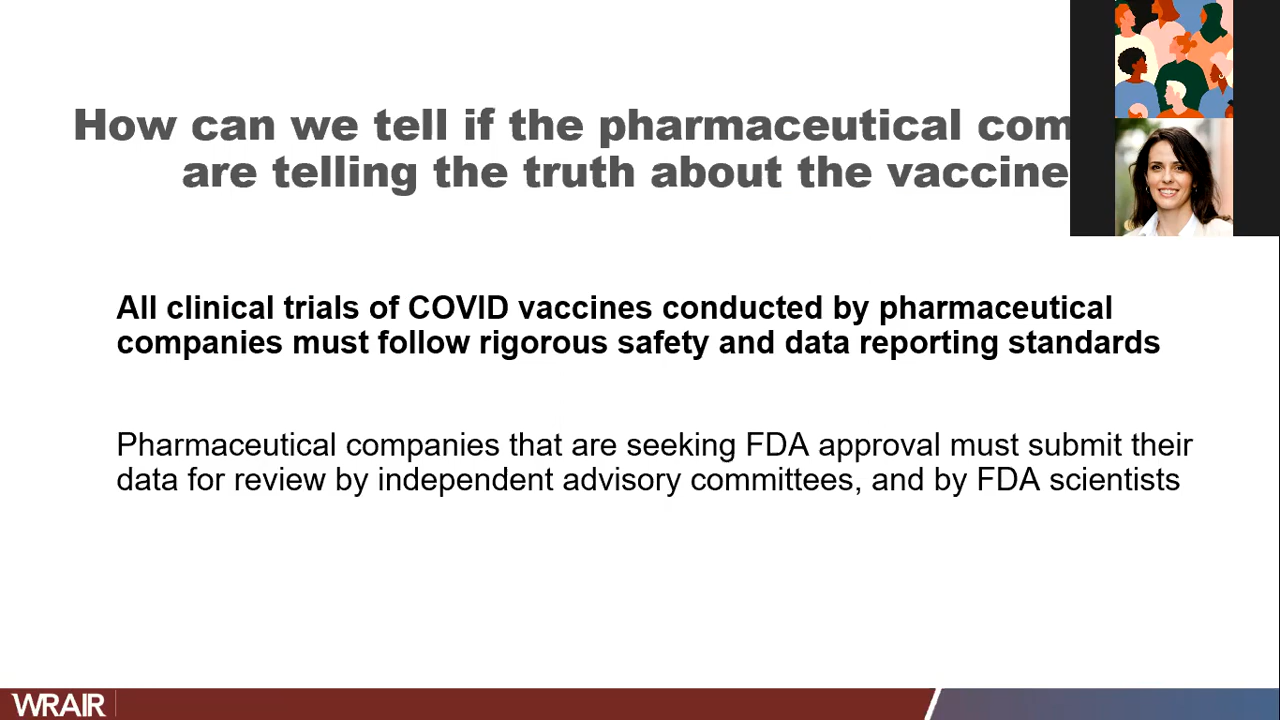 How can we tell if the pharmaceutical com
are telling the truth about the vaccine
All clinical trials of COVID vaccines conducted by pharmaceutical
companies must follow rigorous safety and data reporting standards
Pharmaceutical companies that are seeking FDA approval must submit their
data for review by independent advisory committees, and by FDA scientists
WRAIR